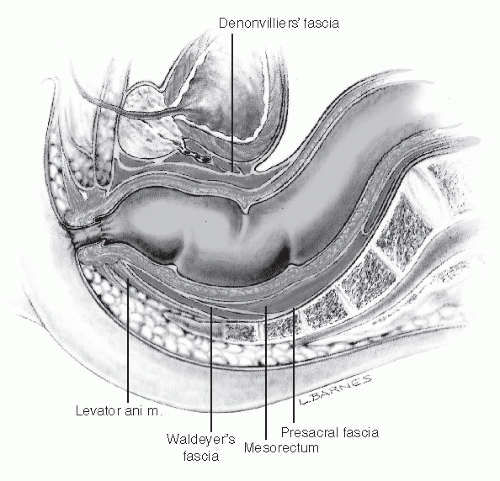 Denonvilliers' fascia
L. BARNES
Levator ani m.
Waldeyer's
fascia
Mesorectum
Presacral fascia